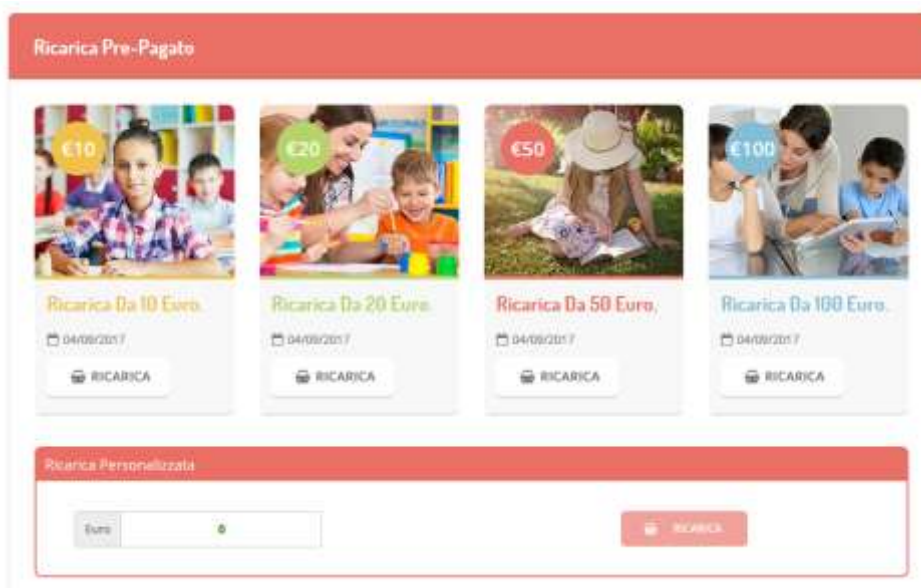 Ricarica Pre-Pagato
€10
€20
€50
€100
Ricarica Da 10 Euro.
Ricarica Da 20 Euro.
Ricarica Da 50 Euro.
Ricarica Da 100 Euro.
04/09/2017
04/09/2017
04/09/2017
04/09/2017
RICARICA
RICARICA
RICARICA
RICARICA
Ricarica Personalizzata
Euro
0
RICARICA